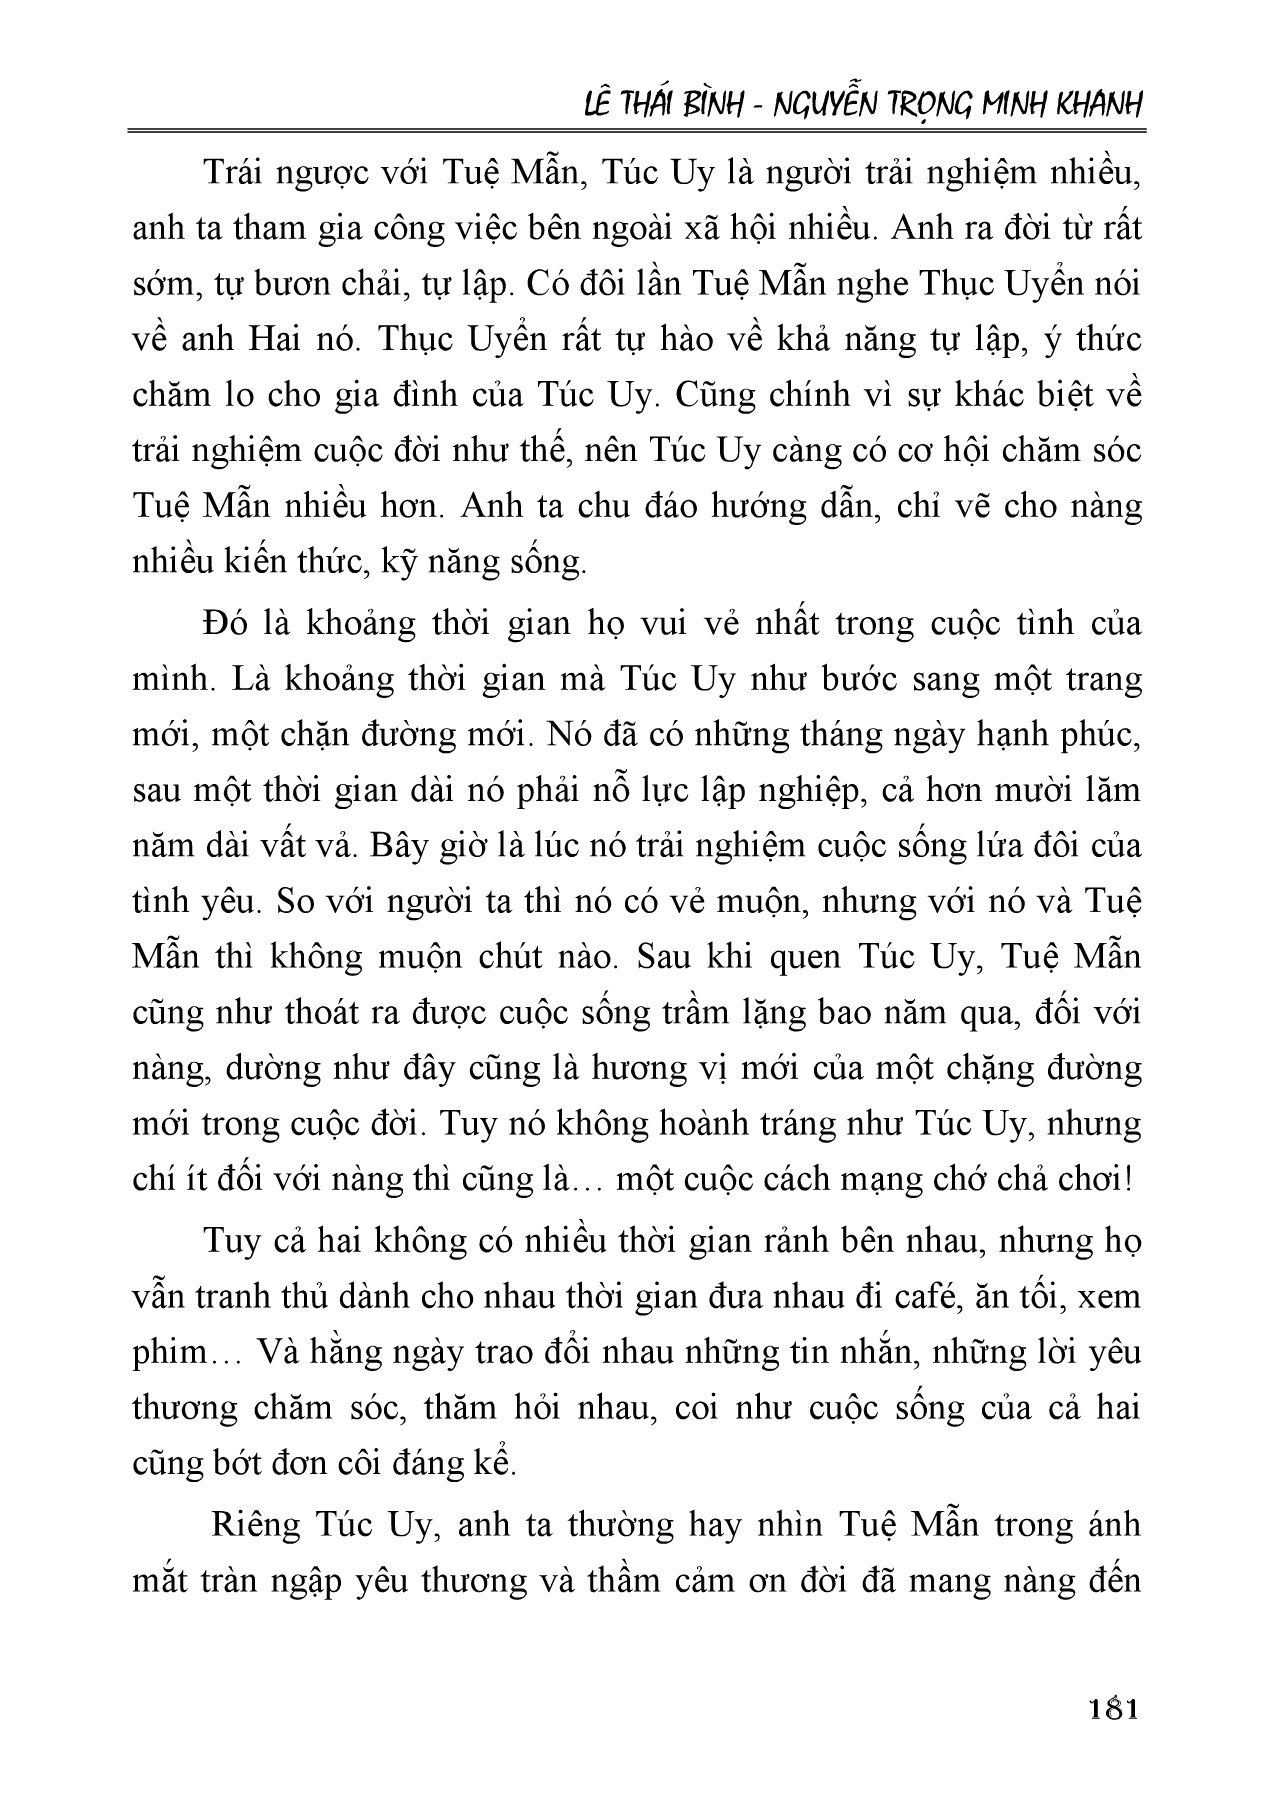 LÊ THÁI BÌNH - NGUYỄN TRỌNG MINH KHANH
Trái ngược với Tuệ Mẫn, Túc Uy là người trải nghiệm nhiều,
anh ta tham gia công việc bên ngoài xã hội nhiều. Anh ra đời từ rất
sớm, tự bươn chải, tự lập. Có đôi lần Tuệ Mẫn nghe Thục Uyển nói
về anh Hai nó. Thục Uyển rất tự hào về khả năng tự lập, ý thức
chăm lo cho gia đình của Túc Uy. Cũng chính vì sự khác biệt về
trải nghiệm cuộc đời như thế, nên Túc Uy càng có cơ hội chăm sóc
Tuệ Mẫn nhiều hơn. Anh ta chu đáo hướng dẫn, chỉ vẽ cho nàng
nhiều kiến thức, kỹ năng sống.
Đó là khoảng thời gian họ vui vẻ nhất trong cuộc tình của
mình. Là khoảng thời gian mà Túc Uy như bước sang một trang
mới, một chặn đường mới. Nó đã có những tháng ngày hạnh phúc,
sau một thời gian dài nó phải nỗ lực lập nghiệp, cả hơn mười lăm
năm dài vất vả. Bây giờ là lúc nó trải nghiệm cuộc sống lứa đôi của
tình yêu. So với người ta thì nó có vẻ muộn, nhưng với nó và Tuệ
Mẫn thì không muộn chút nào. Sau khi quen Túc Uy, Tuệ Mẫn
cũng như thoát ra được cuộc sống trầm lặng bao năm qua, đối với
nàng, dường như đây cũng là hương vị mới của một chặng đường
mới trong cuộc đời. Tuy nó không hoành tráng như Túc Uy, nhưng
chí ít đối với nàng thì cũng là… một cuộc cách mạng chớ chả chơi!
Tuy cả hai không có nhiều thời gian rảnh bên nhau, nhưng họ
vẫn tranh thủ dành cho nhau thời gian đưa nhau đi café, ăn tối, xem
phim… Và hằng ngày trao đổi nhau những tin nhắn, những lời yêu
thương chăm sóc, thăm hỏi nhau, coi như cuộc sống của cả hai
cũng bớt đơn côi đáng kể.
Riêng Túc Uy, anh ta thường hay nhìn Tuệ Mẫn trong ánh
mắt tràn ngập yêu thương và thầm cảm ơn đời đã mang nàng đến
181